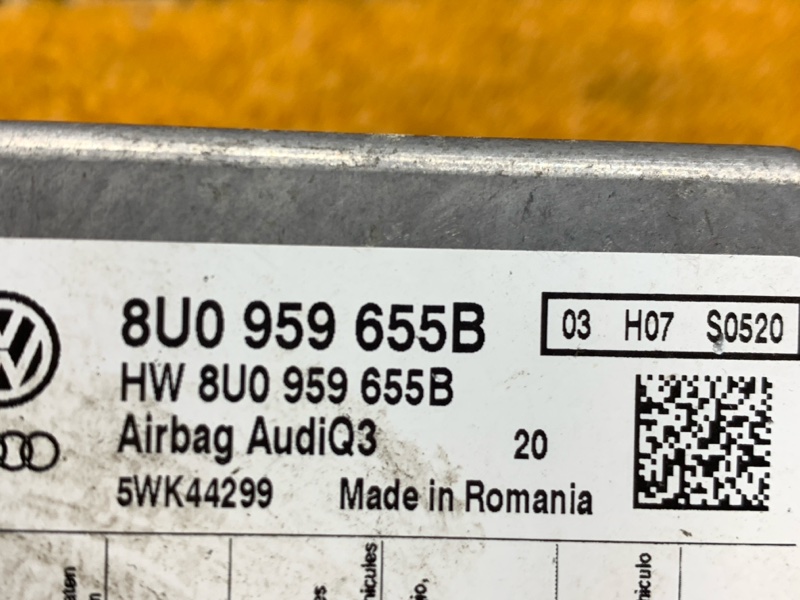 8U0 959 655B
03 H07 S0520
HW 8U0 959 655B
Airbag AudiQ3 20
5WK44299 Made in Romania